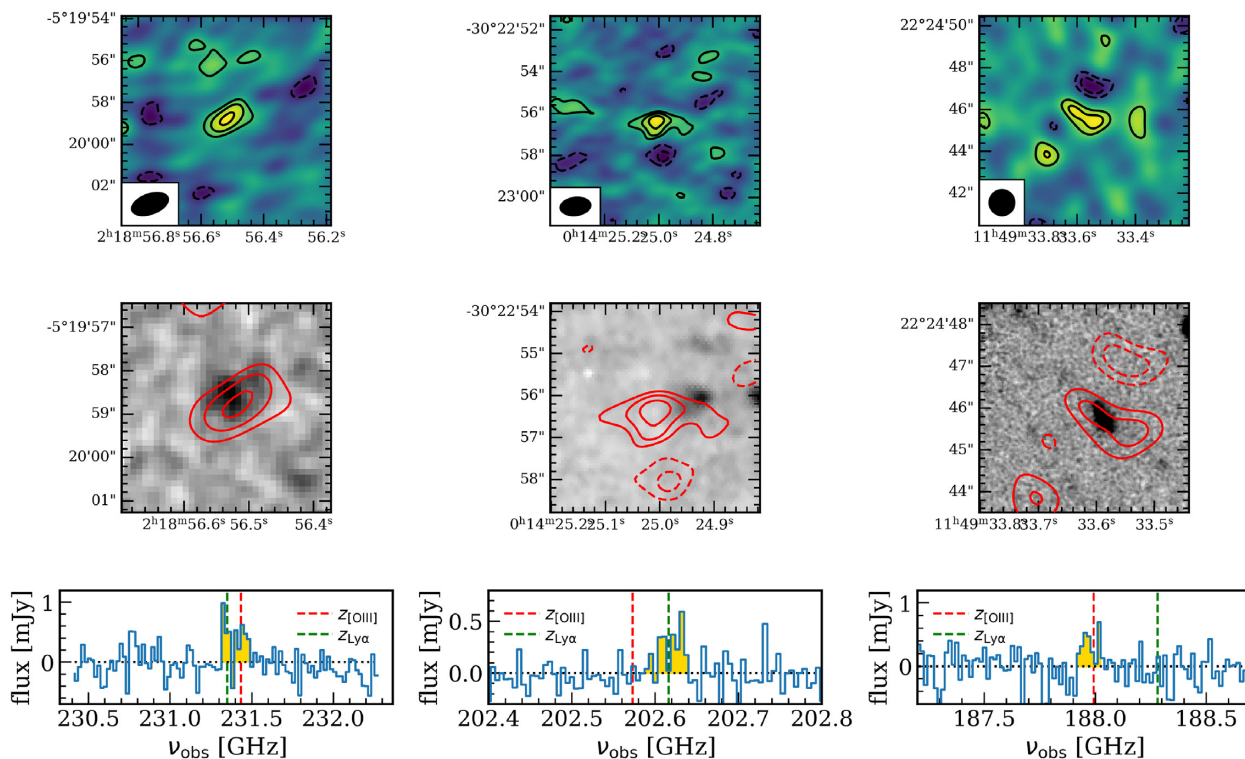 -5°19'54"
56"
58"
20'00"
02"
2ʰ18ᵐ56.8ˢ 56.6ˢ 56.4ˢ 56.2ˢ
-30°22'52"
54"
56"
58"
23'00"
0ʰ14ᵐ25.2ˢ 25.0ˢ 24.8ˢ
22°24'50"
48"
46"
44"
42"
11ʰ49ᵐ33.8ˢ 33.6ˢ 33.4ˢ
-5°19'57"
58"
59"
20'00"
01"
2ʰ18ᵐ56.6ˢ 56.5ˢ 56.4ˢ
-30°22'54"
55"
56"
57"
58"
0ʰ14ᵐ25.2ˢ 25.1ˢ 25.0ˢ 24.9ˢ
22°24'48"
47"
46"
45"
44"
11ʰ49ᵐ33.8ˢ 33.7ˢ 33.6ˢ 33.5ˢ
flux [mJy]
1
0
z[OIII]
zLyα
230.5 231.0 231.5 232.0
νobs [GHz]
flux [mJy]
0.5
0.0
z[OIII]
zLyα
202.4 202.5 202.6 202.7 202.8
νobs [GHz]
flux [mJy]
1
0
z[OIII]
zLyα
187.5 188.0 188.5
νobs [GHz]